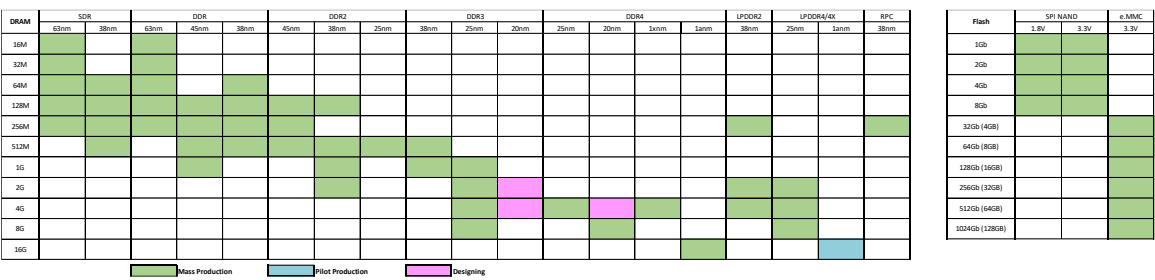 DRAM SDR DDR DDR2 DDR3 DDR4 LPDDR2 LPDDR4/4X RPC
63nm 38nm 63nm 45nm 38nm 45nm 38nm 25nm 38nm 25nm 20nm 25nm 20nm 1xnm 1anm 38nm 25nm 1anm 38nm
16M
32M
64M
128M
256M
512M
1G
2G
4G
8G
16G
Mass Production Pilot Production Designing
Flash SPI NAND e.MMC
1.8V 3.3V 3.3V
1Gb
2Gb
4Gb
8Gb
32Gb (4GB)
64Gb (8GB)
128Gb (16GB)
256Gb (32GB)
512Gb (64GB)
1024Gb (128GB)